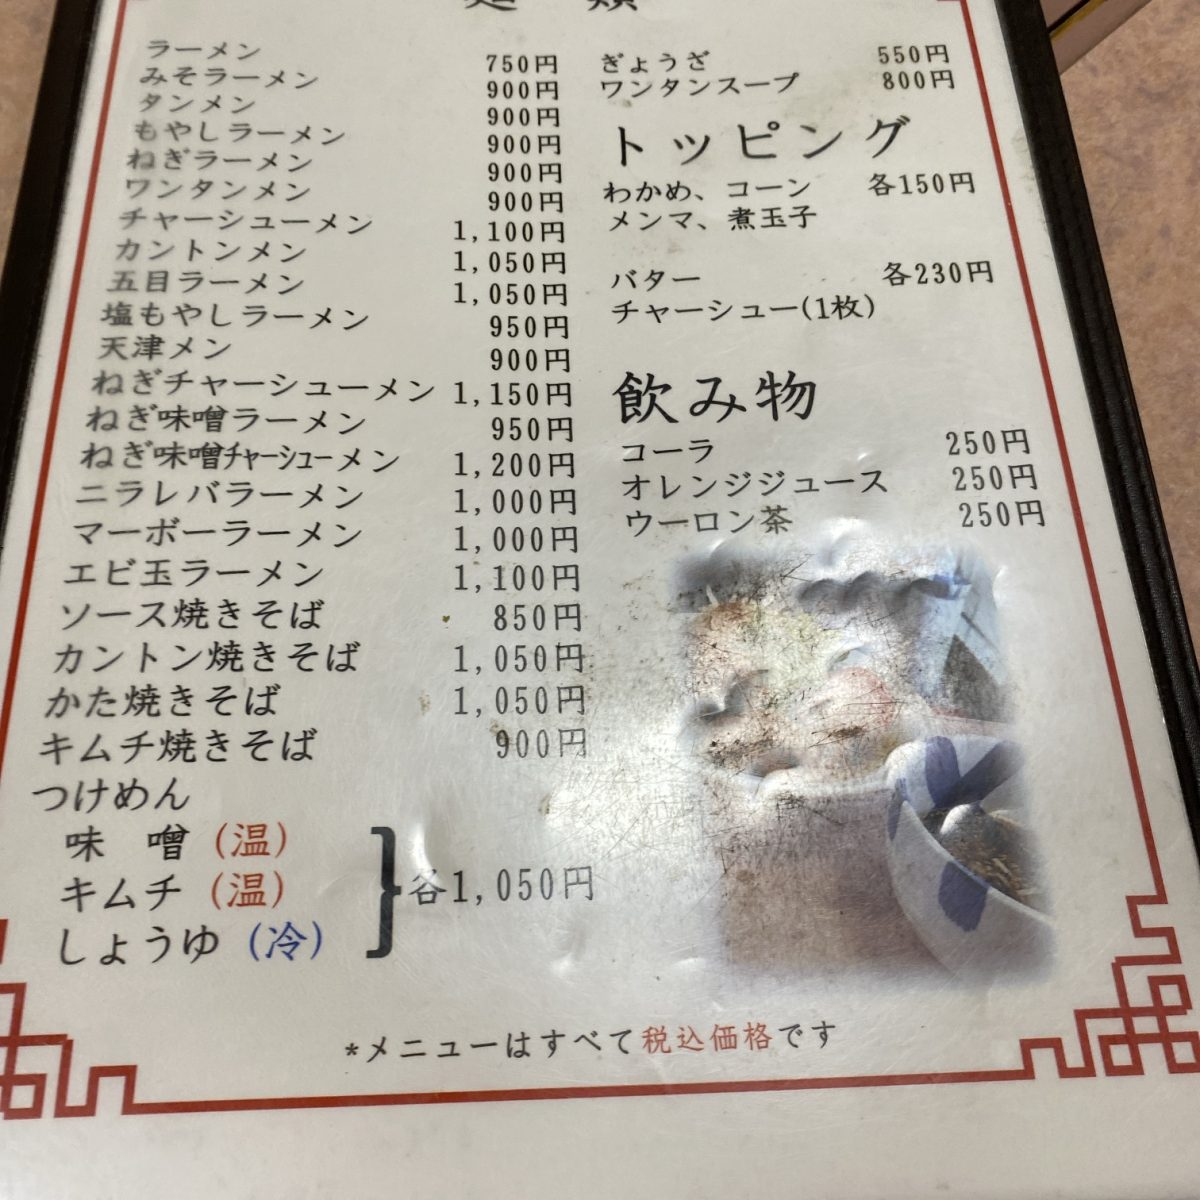 麺 類
ラーメン 750円
みそラーメン 900円
タンメン 900円
もやしラーメン 900円
ねぎラーメン 900円
ワンタンメン 900円
チャーシューメン 1,100円
カントンメン 1,050円
五目ラーメン 1,050円
塩もやしラーメン 950円
天津メン 900円
ねぎチャーシューメン 1,150円
ねぎ味噌ラーメン 950円
ねぎ味噌チャーシューメン 1,200円
ニラレバラーメン 1,000円
マーボーラーメン 1,000円
エビ玉ラーメン 1,100円
ソース焼きそば 850円
カントン焼きそば 1,050円
かた焼きそば 1,050円
キムチ焼きそば 900円
つけめん
味 噌 (温)
キムチ (温) }各1,050円
しょうゆ (冷)
ぎょうざ 550円
ワンタンスープ 800円
トッピング
わかめ、コーン 各150円
メンマ、煮玉子
バター 各230円
チャーシュー(1枚)
飲み物
コーラ 250円
オレンジジュース 250円
ウーロン茶 250円
*メニューはすべて税込価格です